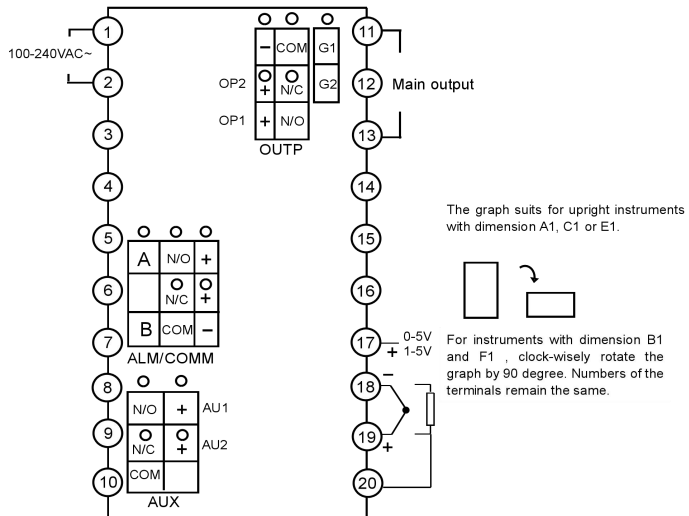 1
100-240VAC~
2
3
4
5
6
7
8
9
10
− COM G1
OP2 + N/C G2
OP1 + N/O
OUTP
11
12 Main output
13
14
15
16
17 0-5V
+ 1-5V
18 −
19 +
20
A N/O +
N/C +
B COM −
ALM/COMM
N/O + AU1
N/C + AU2
COM
AUX
The graph suits for upright instruments
with dimension A1, C1 or E1.
For instruments with dimension B1
and F1 , clock-wisely rotate the
graph by 90 degree. Numbers of the
terminals remain the same.